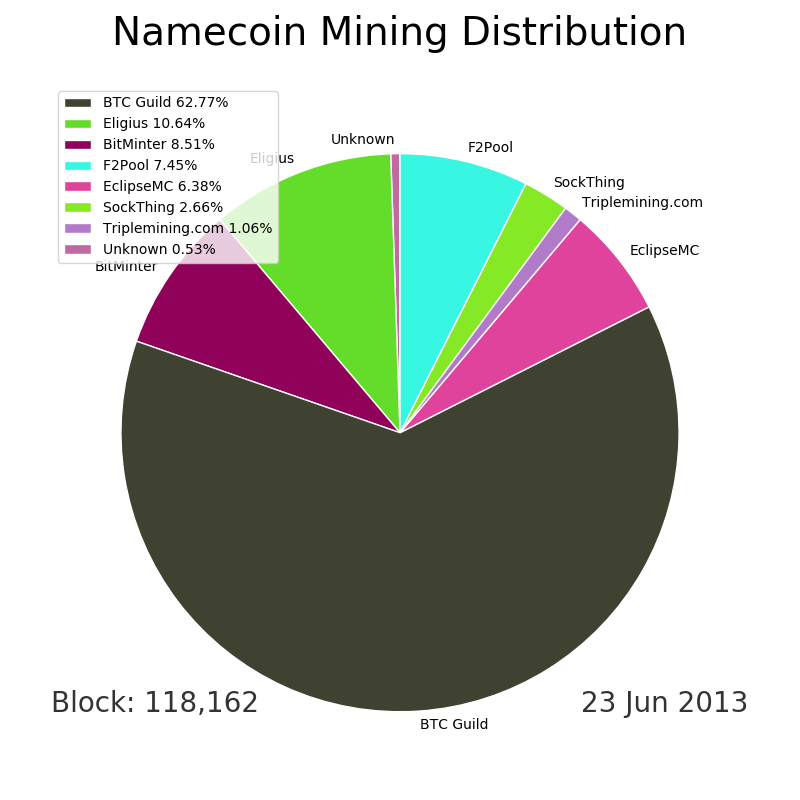 Namecoin Mining Distribution
BTC Guild 62.77%
Eligius 10.64%
BitMinter 8.51%
F2Pool 7.45%
EclipseMC 6.38%
SockThing 2.66%
Triplemining.com 1.06%
Unknown 0.53%
Unknown
F2Pool
Eligius
SockThing
Triplemining.com
EclipseMC
BitMinter
Block: 118,162
23 Jun 2013
BTC Guild